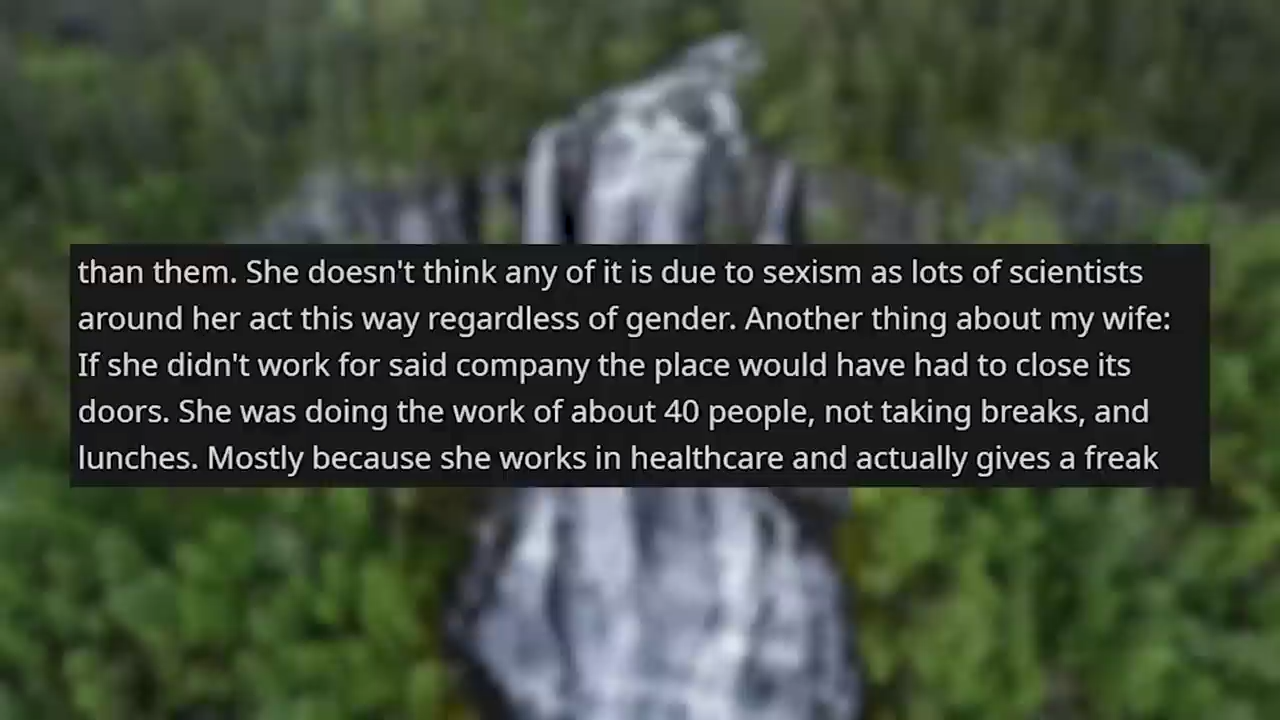 than them. She doesn't think any of it is due to sexism as lots of scientists
around her act this way regardless of gender. Another thing about my wife:
If she didn't work for said company the place would have had to close its
doors. She was doing the work of about 40 people, not taking breaks, and
lunches. Mostly because she works in healthcare and actually gives a freak